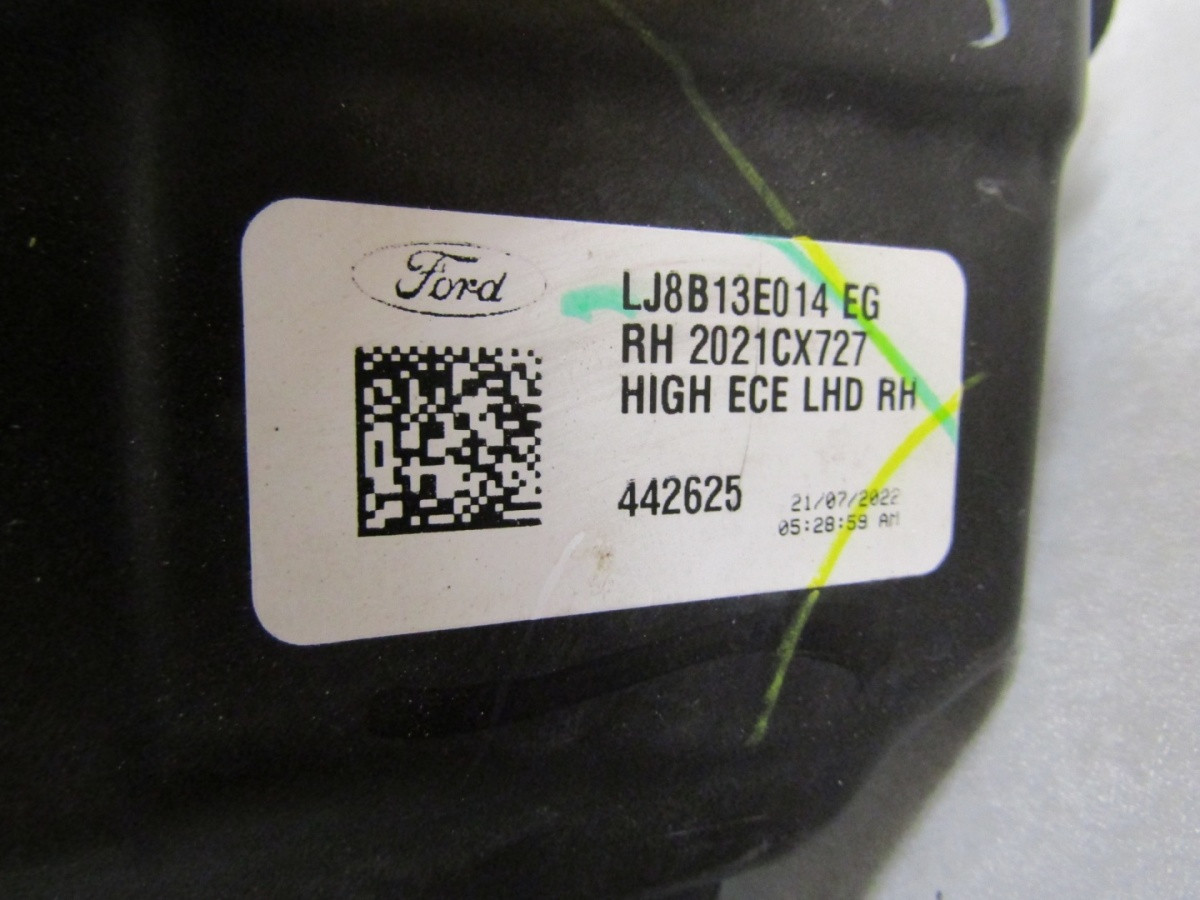 Ford
LJ8B13E014 EG
RH 2021CX727
HIGH ECE LHD RH
442625
21/07/2022
05:28:59 AM